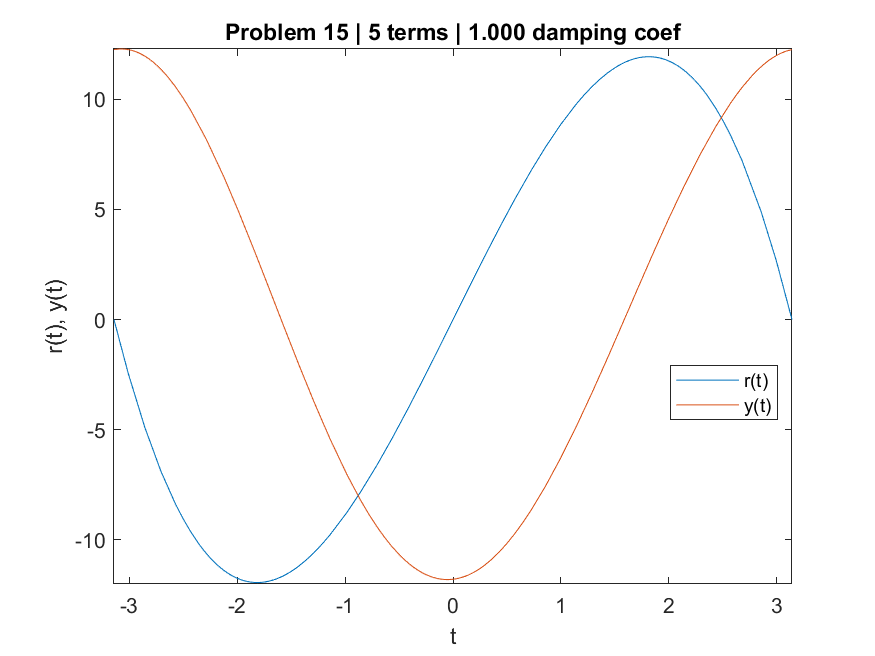 Problem 15 | 5 terms | 1.000 damping coef
10
5
0
-5
-10
r(t), y(t)
r(t)
y(t)
-3 -2 -1 0 1 2 3
t